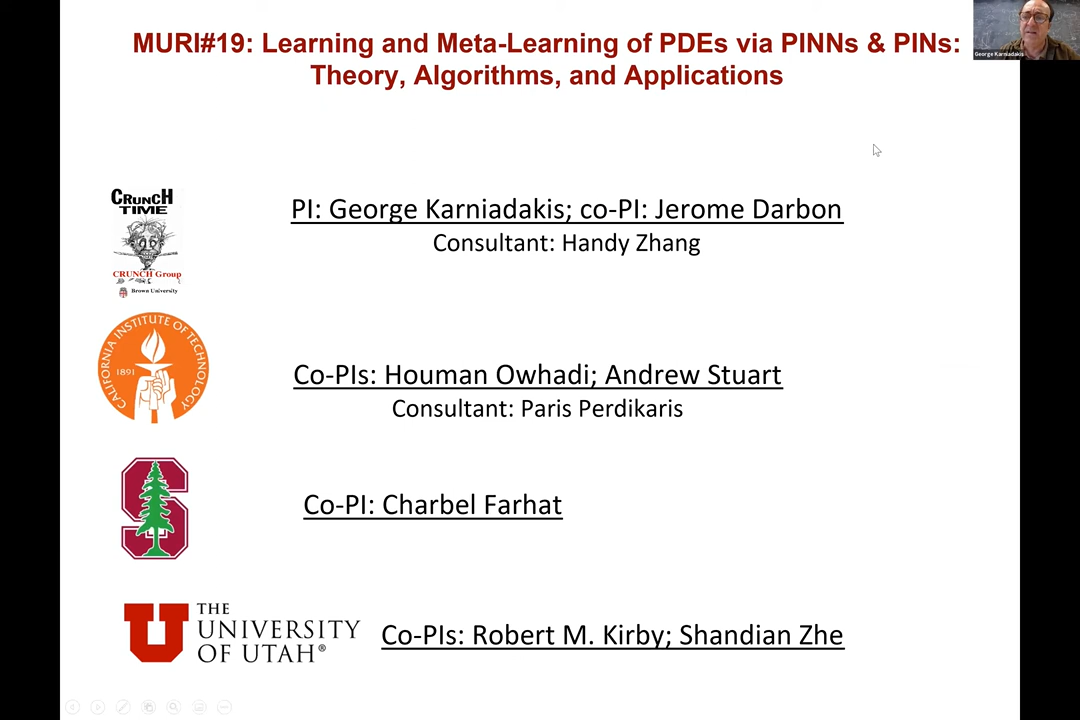 MURI#19: Learning and Meta-Learning of PDEs via PINNs & PINs:
Theory, Algorithms, and Applications
George Karniadakis
CRUNCH
TIME
CRUNCH Group
Brown University
PI: George Karniadakis; co-PI: Jerome Darbon
Consultant: Handy Zhang
CALIFORNIA INSTITUTE OF TECHNOLOGY
1891
Co-PIs: Houman Owhadi; Andrew Stuart
Consultant: Paris Perdikaris
S
Co-PI: Charbel Farhat
U
THE
UNIVERSITY
OF UTAH®
Co-PIs: Robert M. Kirby; Shandian Zhe